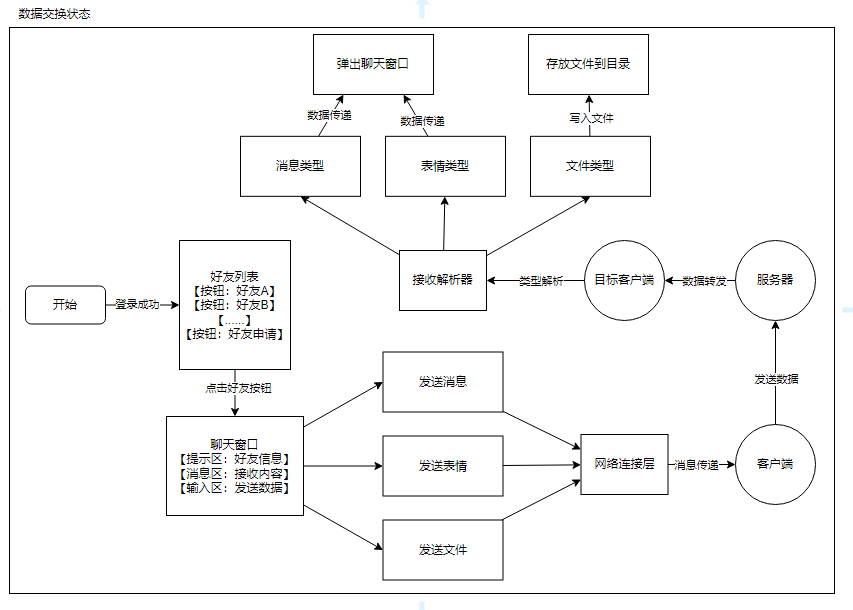 数据交换状态
弹出聊天窗口
存放文件到目录
数据传递
数据传递
写入文件
消息类型
表情类型
文件类型
好友列表
【按钮：好友A】
【按钮：好友B】
【......】
【按钮：好友申请】
开始
登录成功
接收解析器
类型解析
目标客户端
数据转发
服务器
点击好友按钮
发送消息
发送数据
聊天窗口
【提示区：好友信息】
【消息区：接收内容】
【输入区：发送数据】
发送表情
网络连接层
消息传递
客户端
发送文件